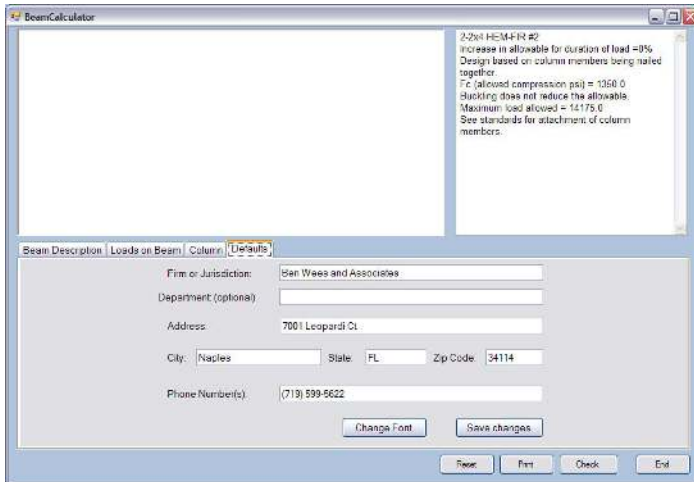 BeamCalculator
2-2x4 HEM-FIR #2
Increase in allowable for duration of load =0%
Design based on column members being nailed
together.
Fc (allowed compression psi) = 1350.0
Buckling does not reduce the allowable.
Maximum load allowed = 14175.0
See standards for attachment of column
members.
Beam Description Loads on Beam Column Defaults
Firm or Jurisdiction: Ben Wees and Associates
Department (optional)
Address: 7001 Leopardi Ct.
City: Naples State: FL Zip Code: 34114
Phone Number(s): (719) 599-5622
Change Font Save changes
Reset Print Check End